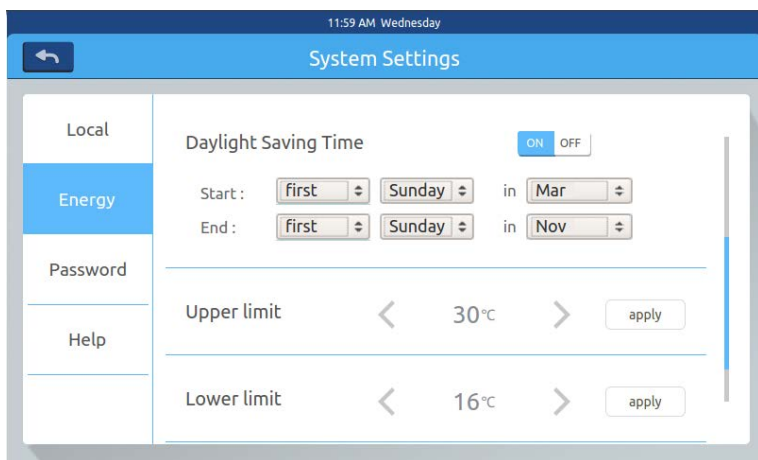 11:59 AM Wednesday
System Settings
Local
Energy
Password
Help
Daylight Saving Time ON OFF
Start : first Sunday in Mar
End : first Sunday in Nov
Upper limit 30°C apply
Lower limit 16°C apply